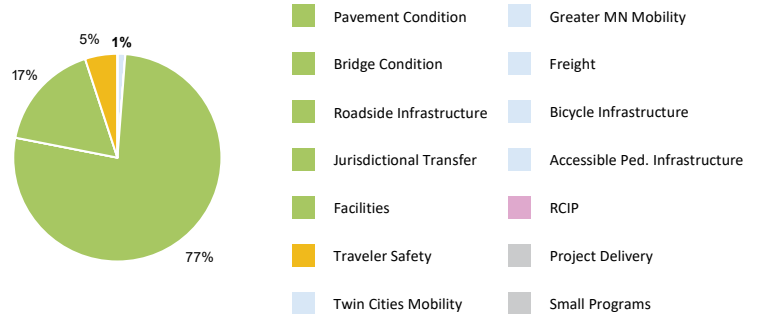 5% 1%
17%
77%
Pavement Condition
Bridge Condition
Roadside Infrastructure
Jurisdictional Transfer
Facilities
Traveler Safety
Twin Cities Mobility
Greater MN Mobility
Freight
Bicycle Infrastructure
Accessible Ped. Infrastructure
RCIP
Project Delivery
Small Programs